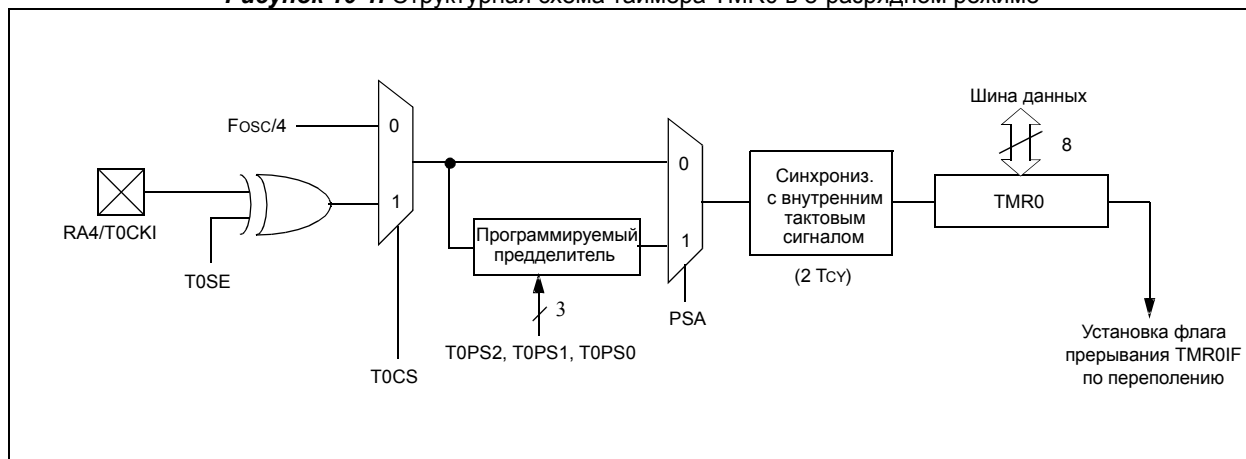 Рисунок 10-1. Структурная схема таймера TMR0 в 8-разрядном режиме
Шина данных
8
FOSC/4
0
1
RA4/T0CKI
T0SE
T0CS
Программируемый
предделитель
3
T0PS2, T0PS1, T0PS0
0
1
PSA
Синхрониз.
с внутренним
тактовым
сигналом
(2 TCY)
TMR0
Установка флага
прерывания TMR0IF
по переполению